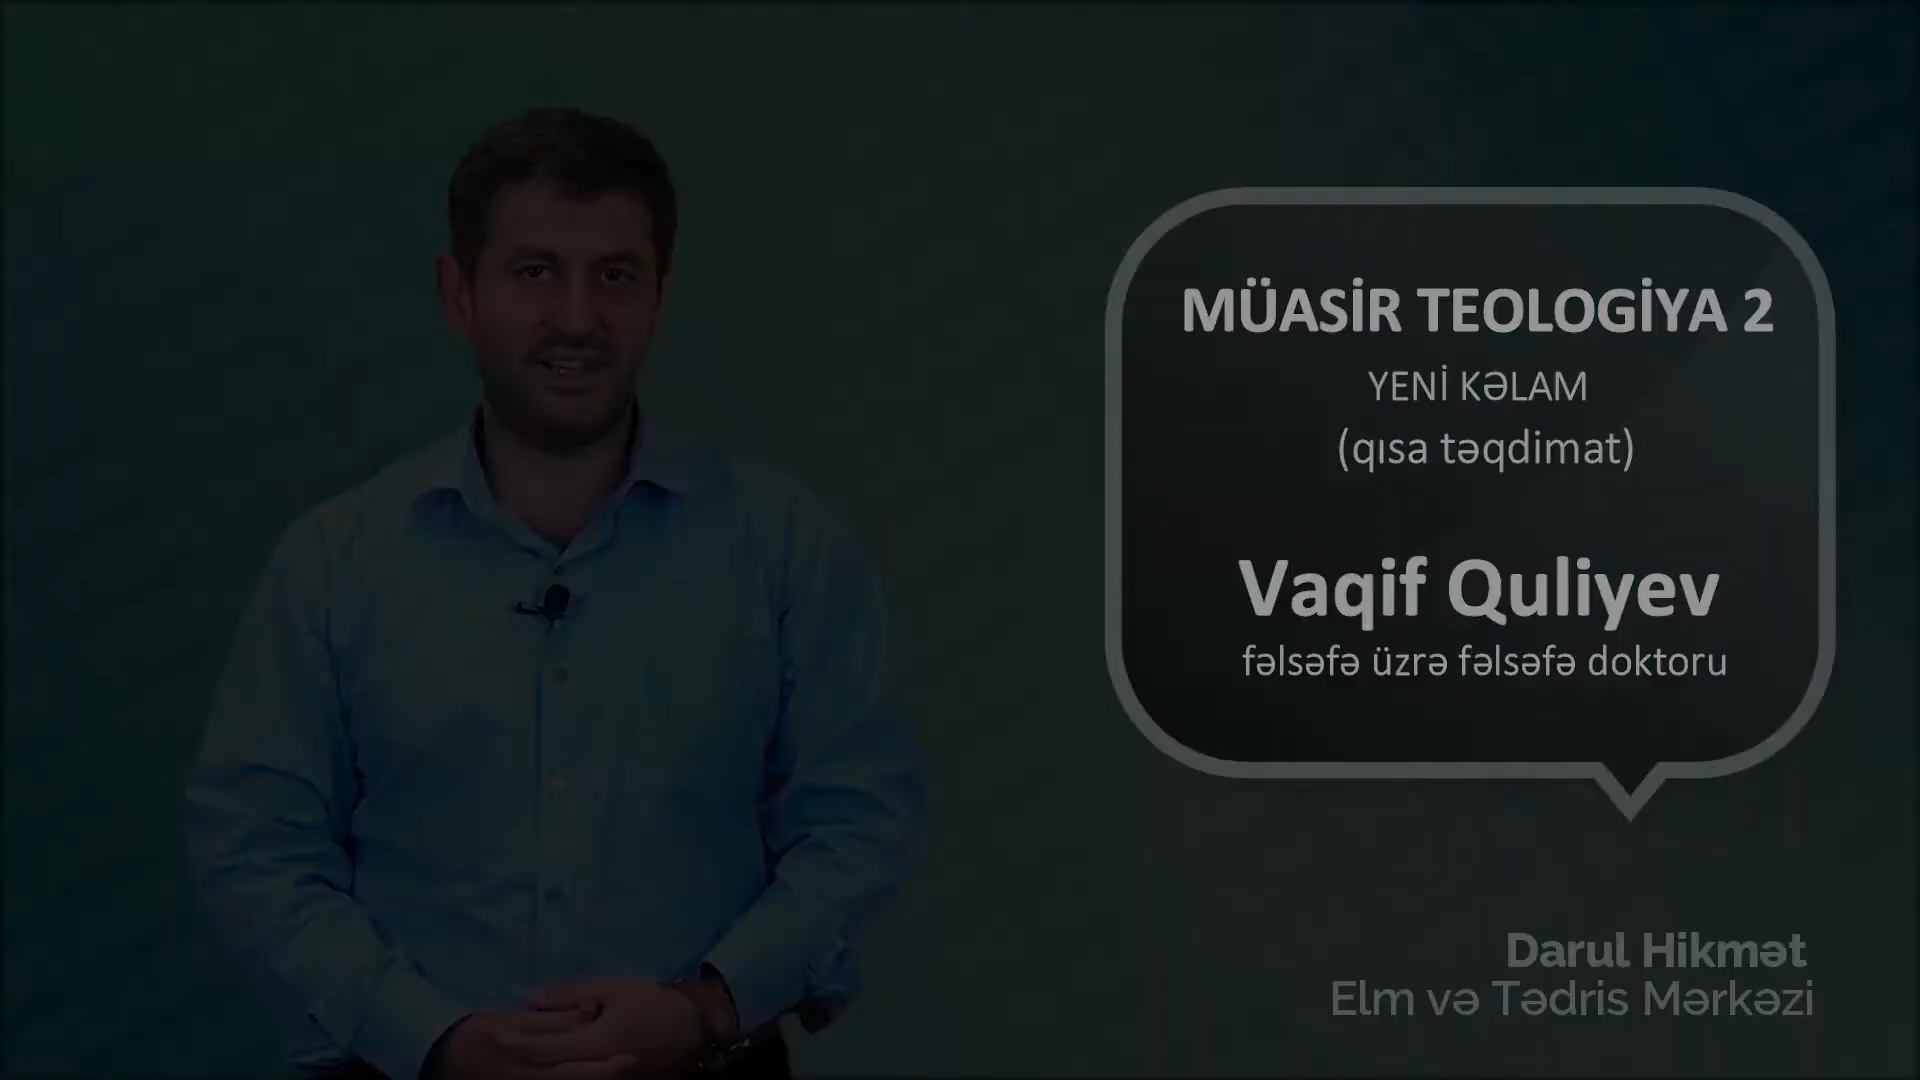 MÜASİR TEOLOGİYA 2
YENİ KƏLAM
(qısa təqdimat)
Vaqif Quliyev
fəlsəfə üzrə fəlsəfə doktoru
Darul Hikmət
Elm və Tədris Mərkəzi